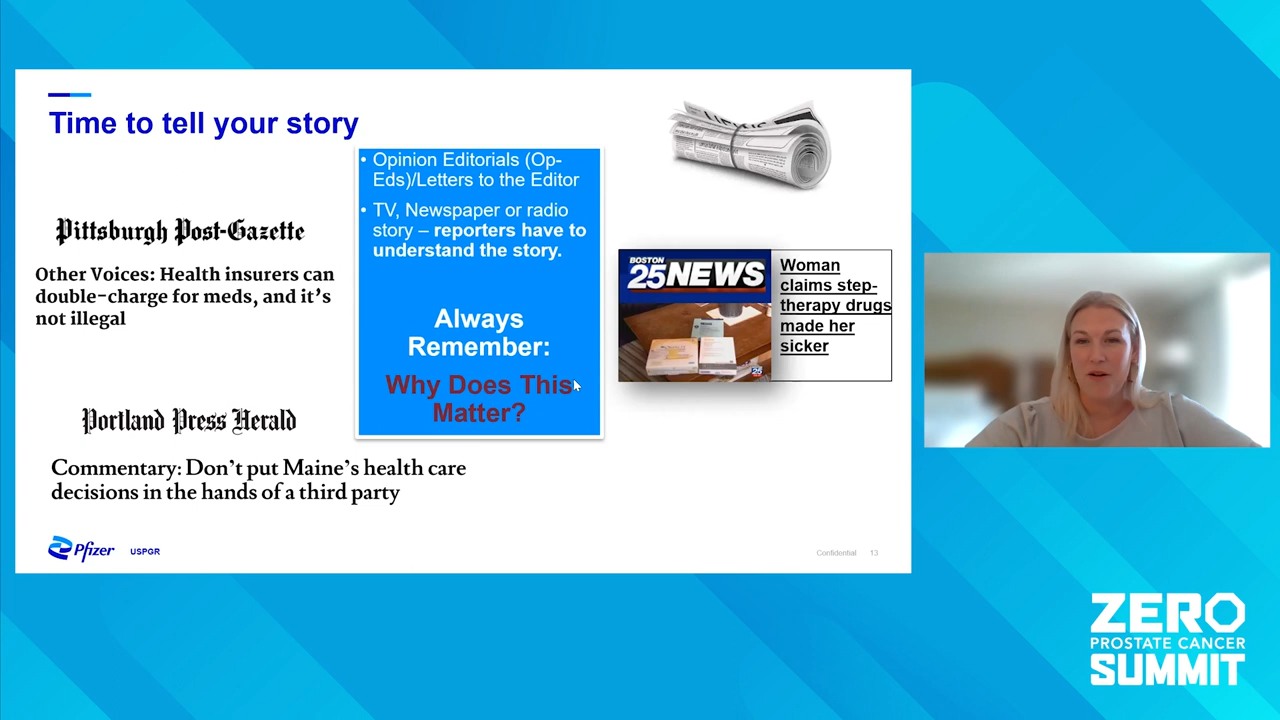 Time to tell your story
• Opinion Editorials (Op-
Eds)/Letters to the Editor
• TV, Newspaper or radio
story – reporters have to
understand the story.
Always
Remember:
Why Does This
Matter?
Pittsburgh Post-Gazette
Other Voices: Health insurers can
double-charge for meds, and it’s
not illegal
Portland Press Herald
Commentary: Don’t put Maine’s health care
decisions in the hands of a third party
BOSTON
25 NEWS
25
Woman
claims step-
therapy drugs
made her
sicker
Pfizer USPGR
Confidential 13
ZERO
PROSTATE CANCER
SUMMIT